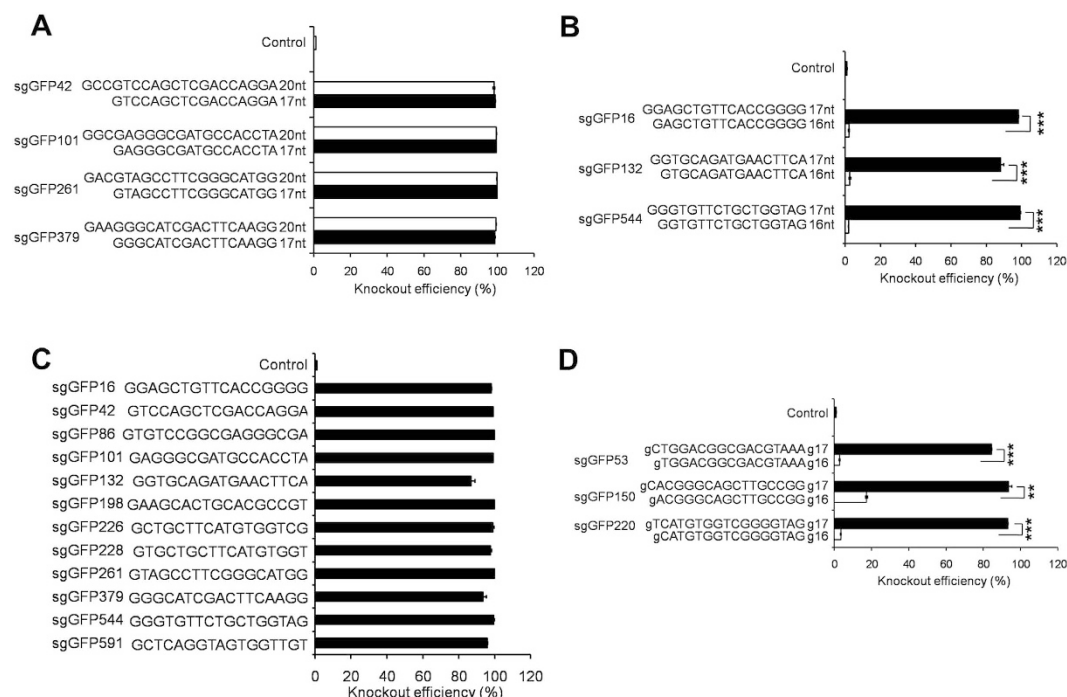 A
Control
sgGFP42
GCCGTCCAGCTCGACCAGGA 20nt
GTCCAGCTCGACCAGGA 17nt
sgGFP101
GGCGAGGGCGATGCCACCTA 20nt
GAGGGCGATGCCACCTA 17nt
sgGFP261
GACGTAGCCTTCGGGCATGG 20nt
GTAGCCTTCGGGCATGG 17nt
sgGFP379
GAAGGGCATCGACTTCAAGG 20nt
GGGCATCGACTTCAAGG 17nt
0 20 40 60 80 100 120
Knockout efficiency (%)
B
Control
sgGFP16
GGAGCTGTTCACCGGGG 17nt
GAGCTGTTCACCGGGG 16nt
***
sgGFP132
GGTGCAGATGAACTTCA 17nt
GTGCAGATGAACTTCA 16nt
***
sgGFP544
GGGTGTTCTGCTGGTAG 17nt
GGTGTTCTGCTGGTAG 16nt
***
0 20 40 60 80 100 120
Knockout efficiency (%)
C
Control
sgGFP16 GGAGCTGTTCACCGGGG
sgGFP42 GTCCAGCTCGACCAGGA
sgGFP86 GTGTCCGGCGAGGGCGA
sgGFP101 GAGGGCGATGCCACCTA
sgGFP132 GGTGCAGATGAACTTCA
sgGFP198 GAAGCACTGCACGCCGT
sgGFP226 GCTGCTTCATGTGGTCG
sgGFP228 GTGCTGCTTCATGTGGT
sgGFP261 GTAGCCTTCGGGCATGG
sgGFP379 GGGCATCGACTTCAAGG
sgGFP544 GGGTGTTCTGCTGGTAG
sgGFP591 GCTCAGGTAGTGGTTGT
0 20 40 60 80 100 120
Knockout efficiency (%)
D
Control
sgGFP53
gCTGGACGGCGACGTAAA g17
gTGGACGGCGACGTAAA g16
***
sgGFP150
gCACGGGCAGCTTGCCGG g17
gACGGGCAGCTTGCCGG g16
**
sgGFP220
gTCATGTGGTCGGGGTAG g17
gCATGTGGTCGGGGTAG g16
***
0 20 40 60 80 100 120
Knockout efficiency (%)